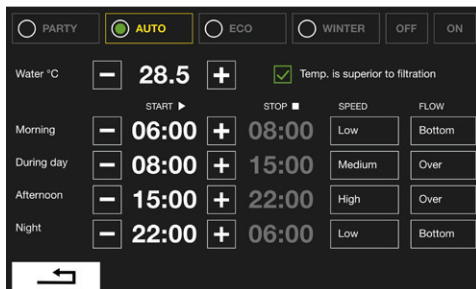 PARTY AUTO ECO WINTER OFF ON
Water °C − 28.5 + Temp. is superior to filtration
START ▶ STOP ■ SPEED FLOW
Morning − 06:00 + 08:00 Low Bottom
During day − 08:00 + 15:00 Medium Over
Afternoon − 15:00 + 22:00 High Over
Night − 22:00 + 06:00 Low Bottom